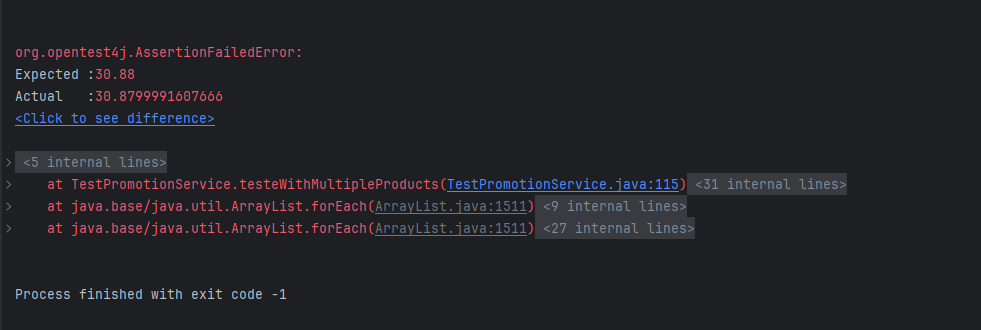 org.opentest4j.AssertionFailedError:
Expected :30.88
Actual   :30.8799991607666
<Click to see difference>
<5 internal lines>
at TestPromotionService.testeWithMultipleProducts(TestPromotionService.java:115) <31 internal lines>
at java.base/java.util.ArrayList.forEach(ArrayList.java:1511) <9 internal lines>
at java.base/java.util.ArrayList.forEach(ArrayList.java:1511) <27 internal lines>
Process finished with exit code -1